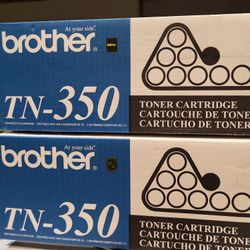 At your side.
brother
TN-350
TONER CARTRIDGE
CARTOUCHE DE TONER
CARTUCHO DE TONER
At your side.
brother
TN-350
TONER CARTRIDGE
CARTOUCHE DE TONER
CARTUCHO DE TONER